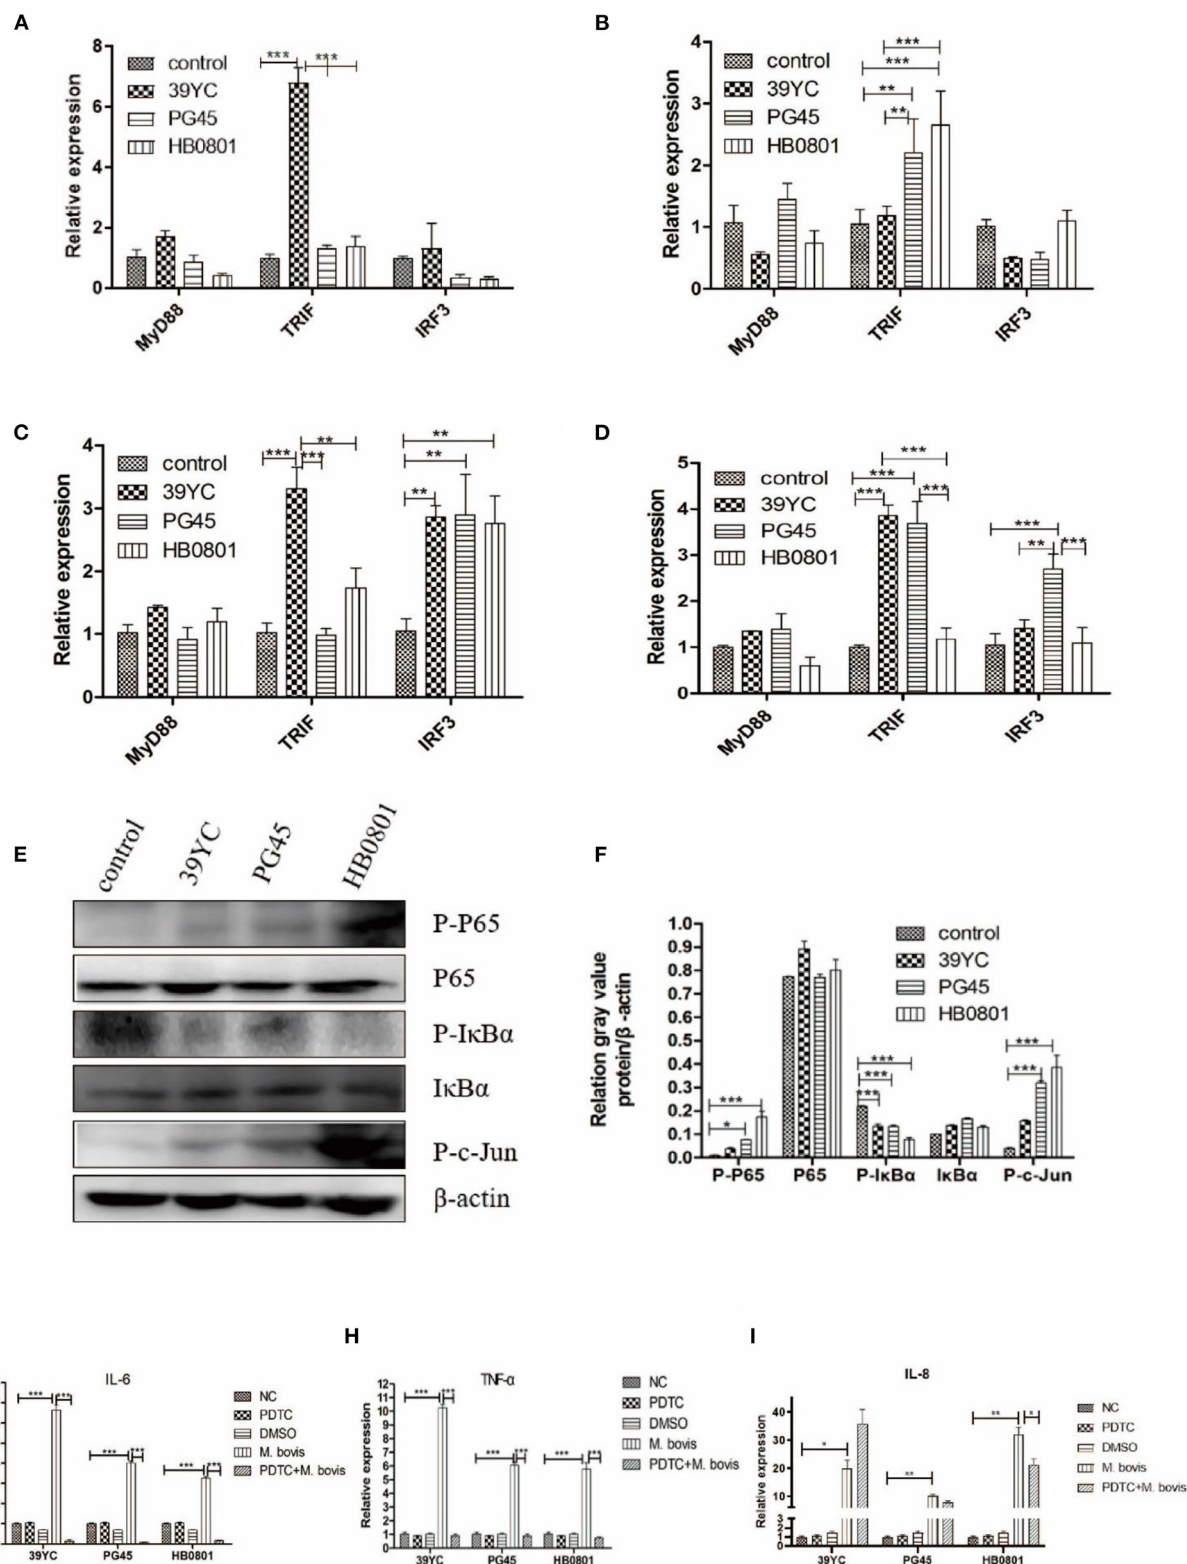 A
Relative expression
8
6
4
2
0
control
39YC
PG45
HB0801
***
***
MyD88
TRIF
IRF3
B
Relative expression
4
3
2
1
0
control
39YC
PG45
HB0801
***
***
**
**
MyD88
TRIF
IRF3
C
Relative expression
4
3
2
1
0
control
39YC
PG45
HB0801
**
***
***
**
**
**
MyD88
TRIF
IRF3
D
Relative expression
5
4
3
2
1
0
control
39YC
PG45
HB0801
***
***
***
***
***
**
***
MyD88
TRIF
IRF3
E
control
39YC
PG45
HB0801
P-P65
P65
P-IκBα
IκBα
P-c-Jun
β-actin
F
Relation gray value
protein/β -actin
1.0
0.9
0.8
0.7
0.6
0.5
0.4
0.3
0.2
0.1
0.0
control
39YC
PG45
HB0801
***
*
***
***
***
***
***
P-P65
P65
P-IκBα
IκBα
P-c-Jun
IL-6
***
***
***
***
***
***
NC
PDTC
DMSO
M. bovis
PDTC+M. bovis
39YC
PG45
HB0801
H
TNF-α
Relative expression
12
11
10
9
8
7
6
5
4
3
2
1
0
***
***
***
***
***
***
NC
PDTC
DMSO
M. bovis
PDTC+M. bovis
39YC
PG45
HB0801
I
IL-8
Relative expression
40
30
20
10
3
2
1
0
*
**
**
*
NC
PDTC
DMSO
M. bovis
PDTC+M. bovis
39YC
PG45
HB0801